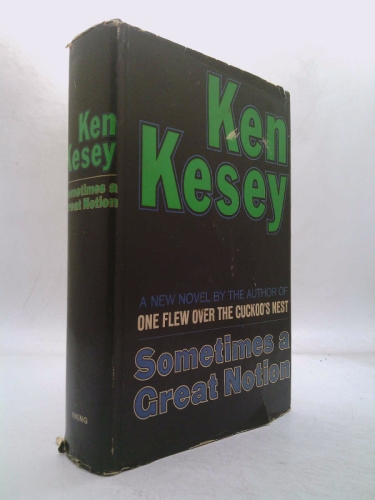 Ken
Kesey
Sometimes a
Great Notion
VIKING
Ken
Kesey
A NEW NOVEL BY THE AUTHOR OF
ONE FLEW OVER THE CUCKOO'S NEST
Sometimes a
Great Notion